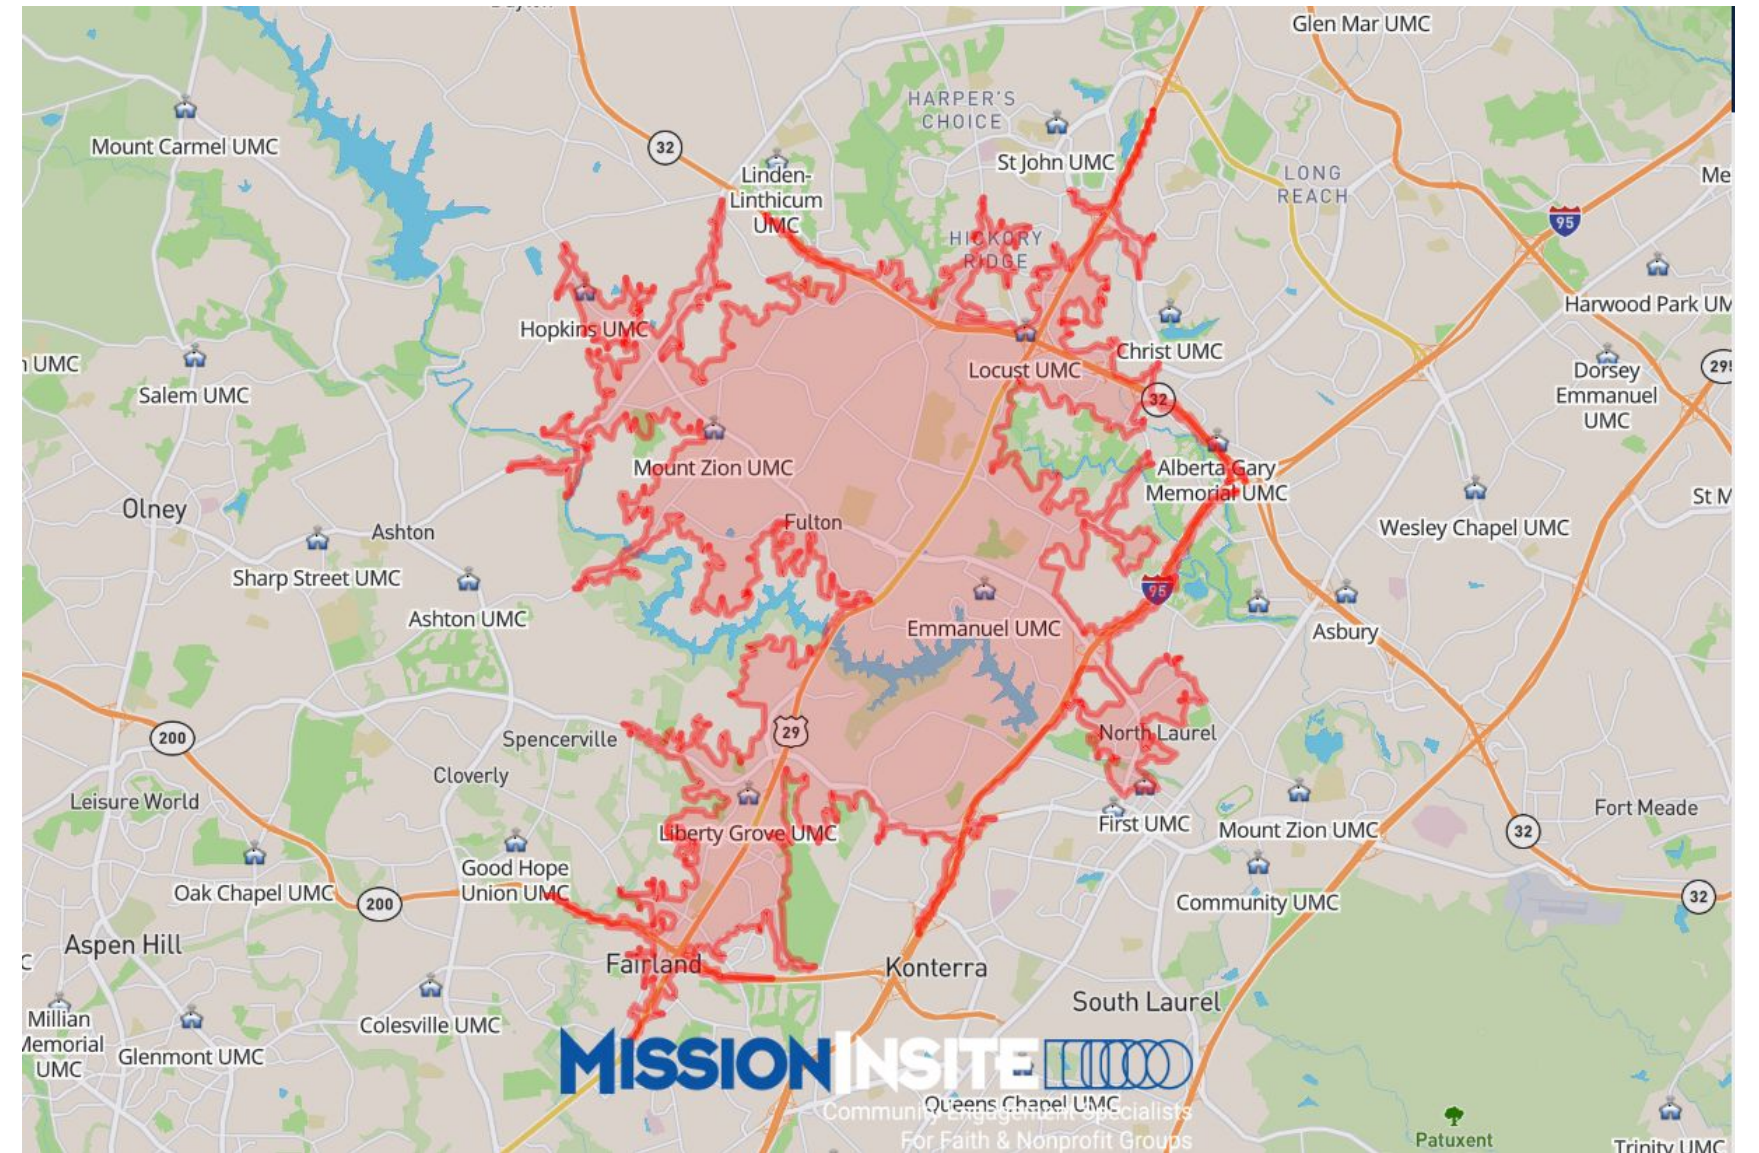 Glen Mar UMC
HARPER'S
CHOICE
Mount Carmel UMC
32
St John UMC
Linden-
Linthicum
UMC
LONG
REACH
Me
95
HICKORY
RIDGE
Harwood Park UM
Hopkins UMC
UMC
Salem UMC
Christ UMC
Locust UMC
32
Dorsey
Emmanuel
UMC
Mount Zion UMC
Alberta Gary
Memorial UMC
St M
Olney
Ashton
Fulton
Wesley Chapel UMC
Sharp Street UMC
Ashton UMC
95
Emmanuel UMC
Asbury
200
Spencerville
29
North Laurel
Cloverly
Leisure World
Liberty Grove UMC
First UMC
Mount Zion UMC
32
Fort Meade
Good Hope
Union UMC
Oak Chapel UMC
200
Community UMC
32
Aspen Hill
Fairland
Konterra
South Laurel
Millian
Memorial
UMC
Glenmont UMC
Colesville UMC
MISSIONINSITE
Queens Chapel UMC
Community Engagement Specialists
For Faith & Nonprofit Groups
Patuxent
Trinity UMC